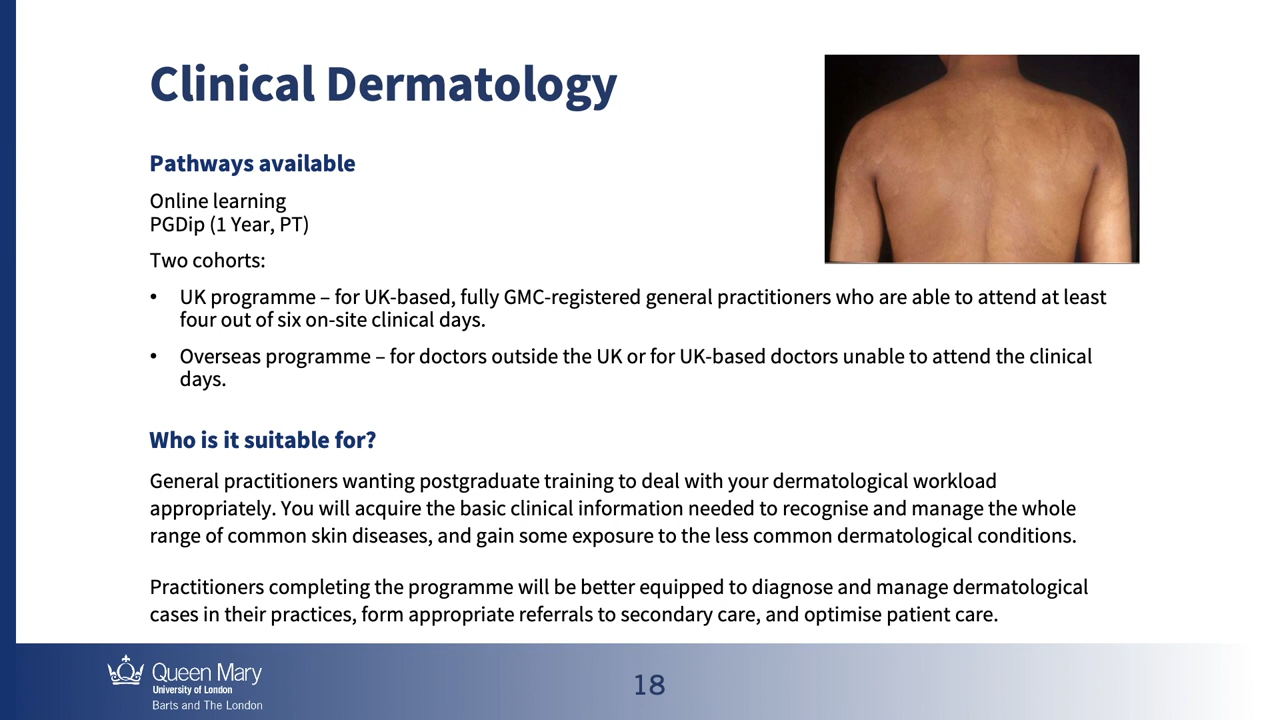 Clinical Dermatology
Pathways available
Online learning
PGDip (1 Year, PT)
Two cohorts:
• UK programme – for UK-based, fully GMC-registered general practitioners who are able to attend at least
four out of six on-site clinical days.
• Overseas programme – for doctors outside the UK or for UK-based doctors unable to attend the clinical
days.
Who is it suitable for?
General practitioners wanting postgraduate training to deal with your dermatological workload
appropriately. You will acquire the basic clinical information needed to recognise and manage the whole
range of common skin diseases, and gain some exposure to the less common dermatological conditions.
Practitioners completing the programme will be better equipped to diagnose and manage dermatological
cases in their practices, form appropriate referrals to secondary care, and optimise patient care.
Queen Mary
University of London
Barts and The London
18